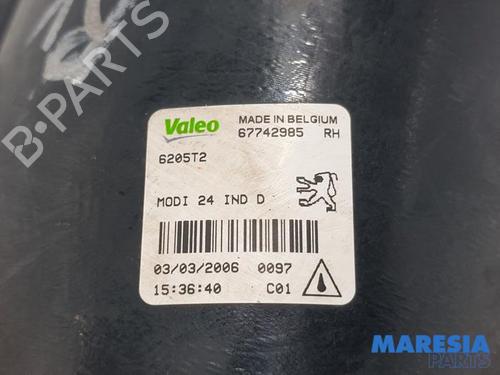 B-PARTS
Valeo
MADE IN BELGIUM
67742985 RH
6205T2
MODI 24 IND D
03/03/2006 0097
15:36:40 C01
MARESIA
PARTS